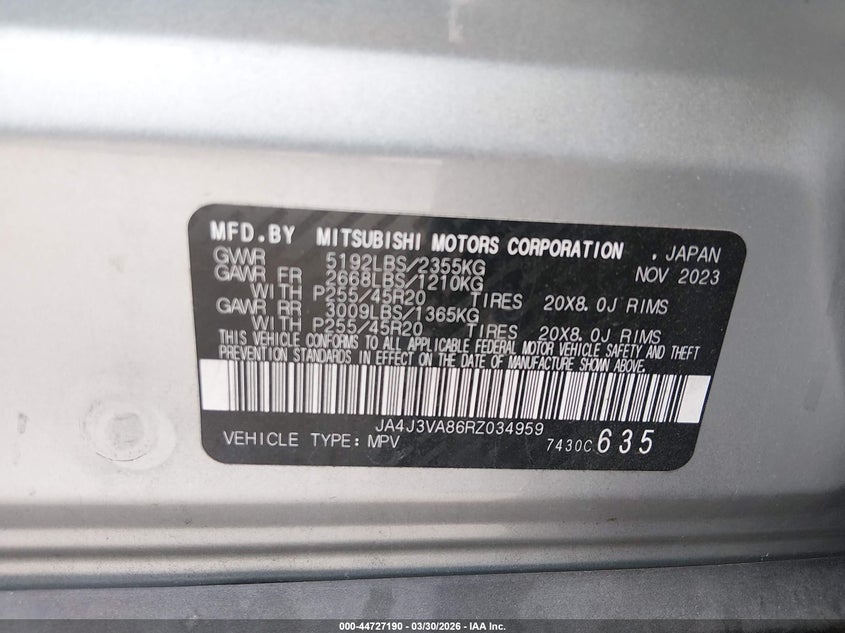 MFD.BY MITSUBISHI MOTORS CORPORATION . JAPAN
GVWR 5192LBS/2355KG NOV 2023
GAWR FR 2668LBS/1210KG
WITH P255/45R20 TIRES 20X8.0J RIMS
GAWR RR 3009LBS/1365KG
WITH P255/45R20 TIRES 20X8.0J RIMS
THIS VEHICLE CONFORMS TO ALL APPLICABLE FEDERAL MOTOR VEHICLE SAFETY AND THEFT
PREVENTION STANDARDS IN EFFECT ON THE DATE OF MANUFACTURE SHOWN ABOVE.
JA4J3VA86RZ034959
VEHICLE TYPE: MPV 7430C 635
000-44727190 - 03/30/2026 - IAA Inc.